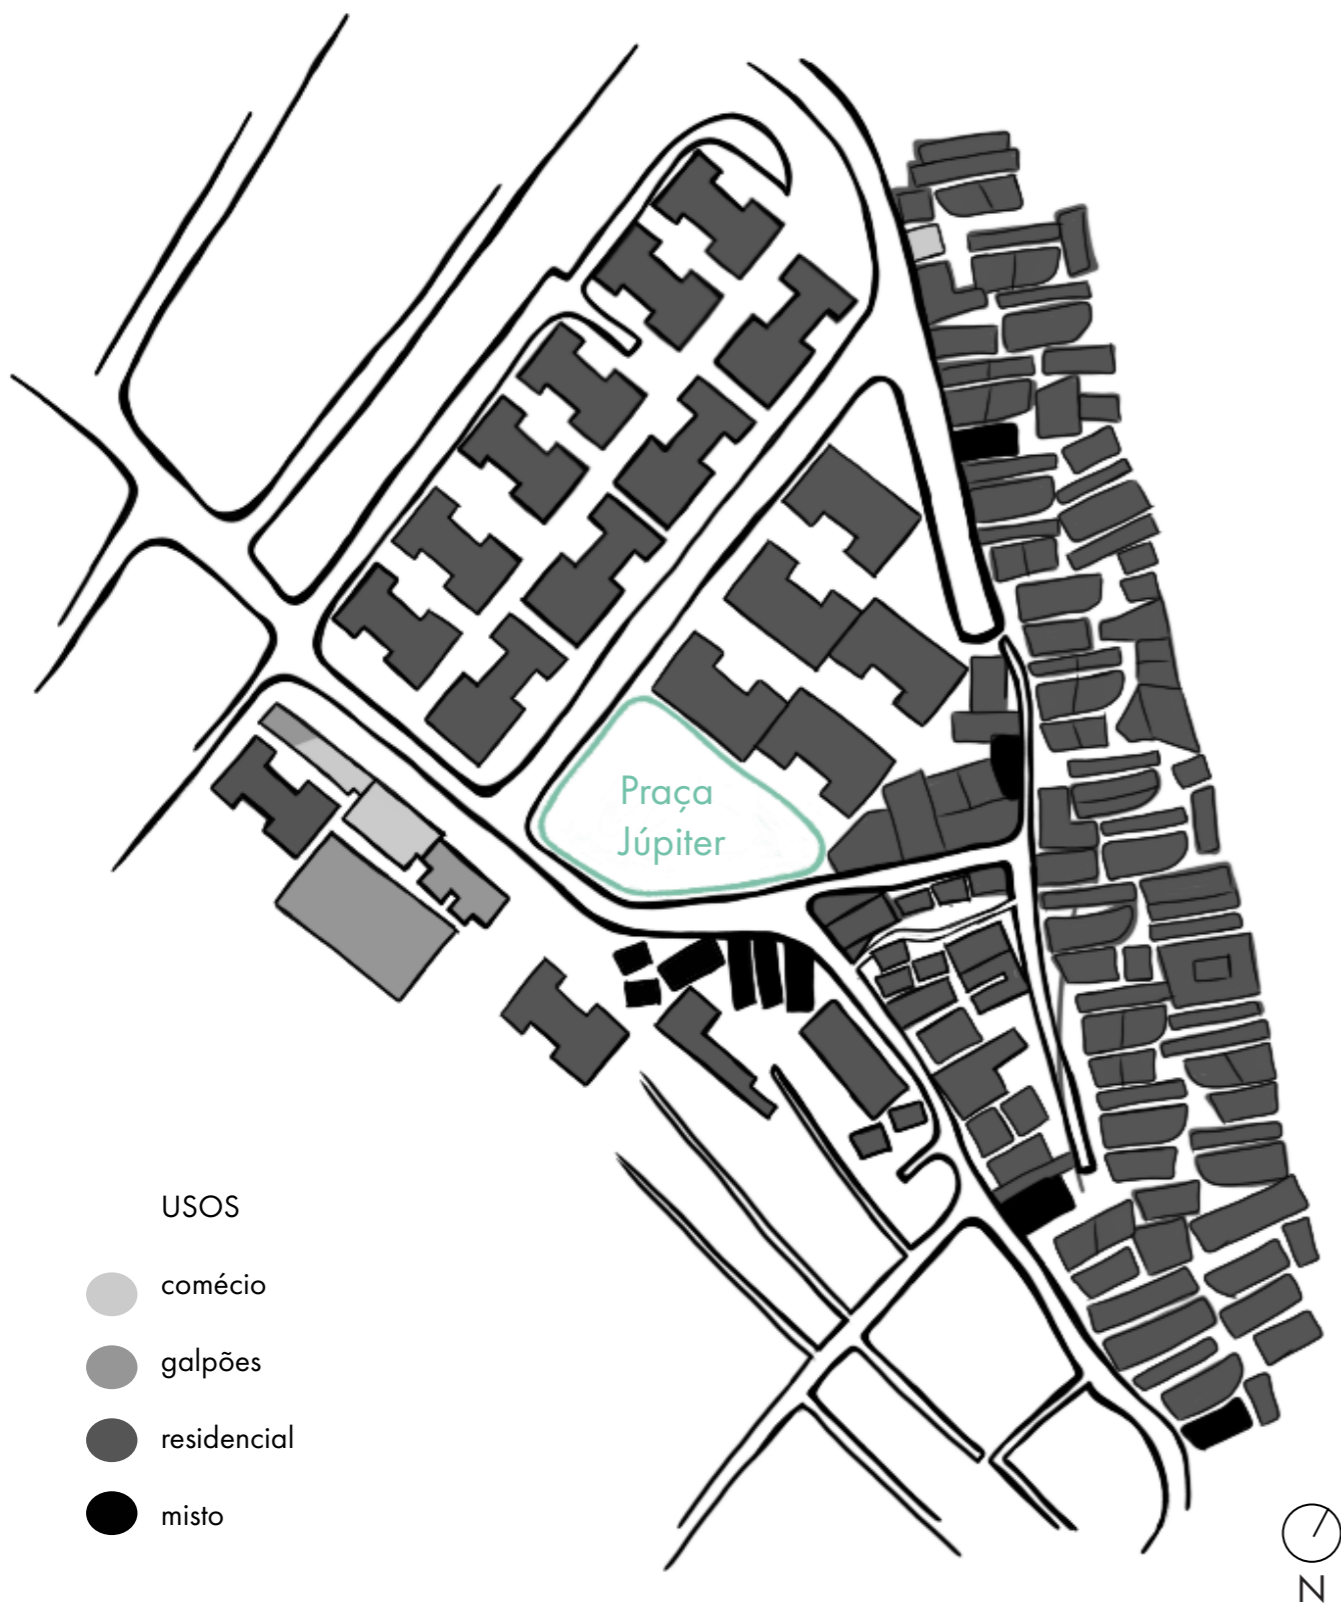 Praça
Júpiter
USOS
comécio
galpões
residencial
misto
N